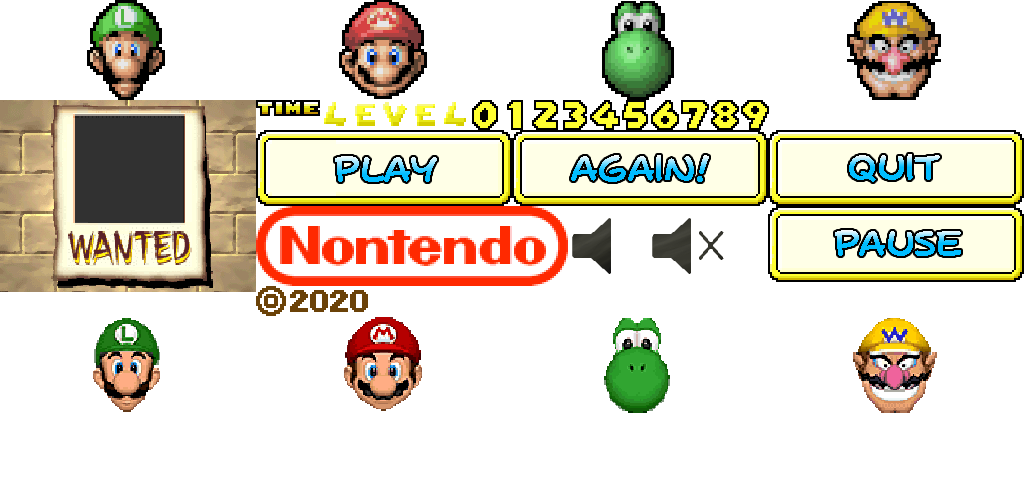 L M W
TIME LEVEL 0123456789
PLAY AGAIN! QUIT
WANTED Nontendo PAUSE
©2020
L M W